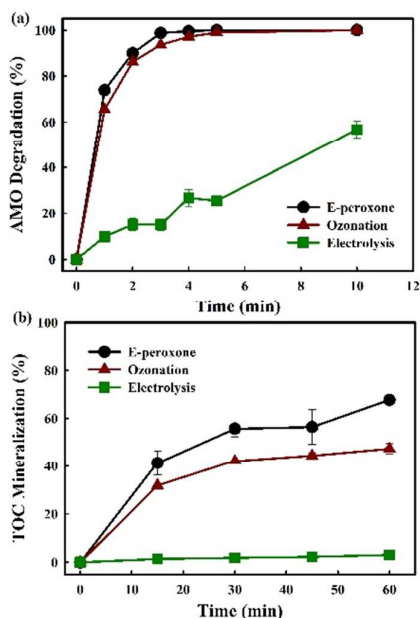 (a)
100
80
60
40
20
0
AMO Degradation (%)
E-peroxone
Ozonation
Electrolysis
0 2 4 6 8 10 12
Time (min)
(b)
100
80
60
40
20
0
TOC Mineralization (%)
E-peroxone
Ozonation
Electrolysis
0 10 20 30 40 50 60
Time (min)